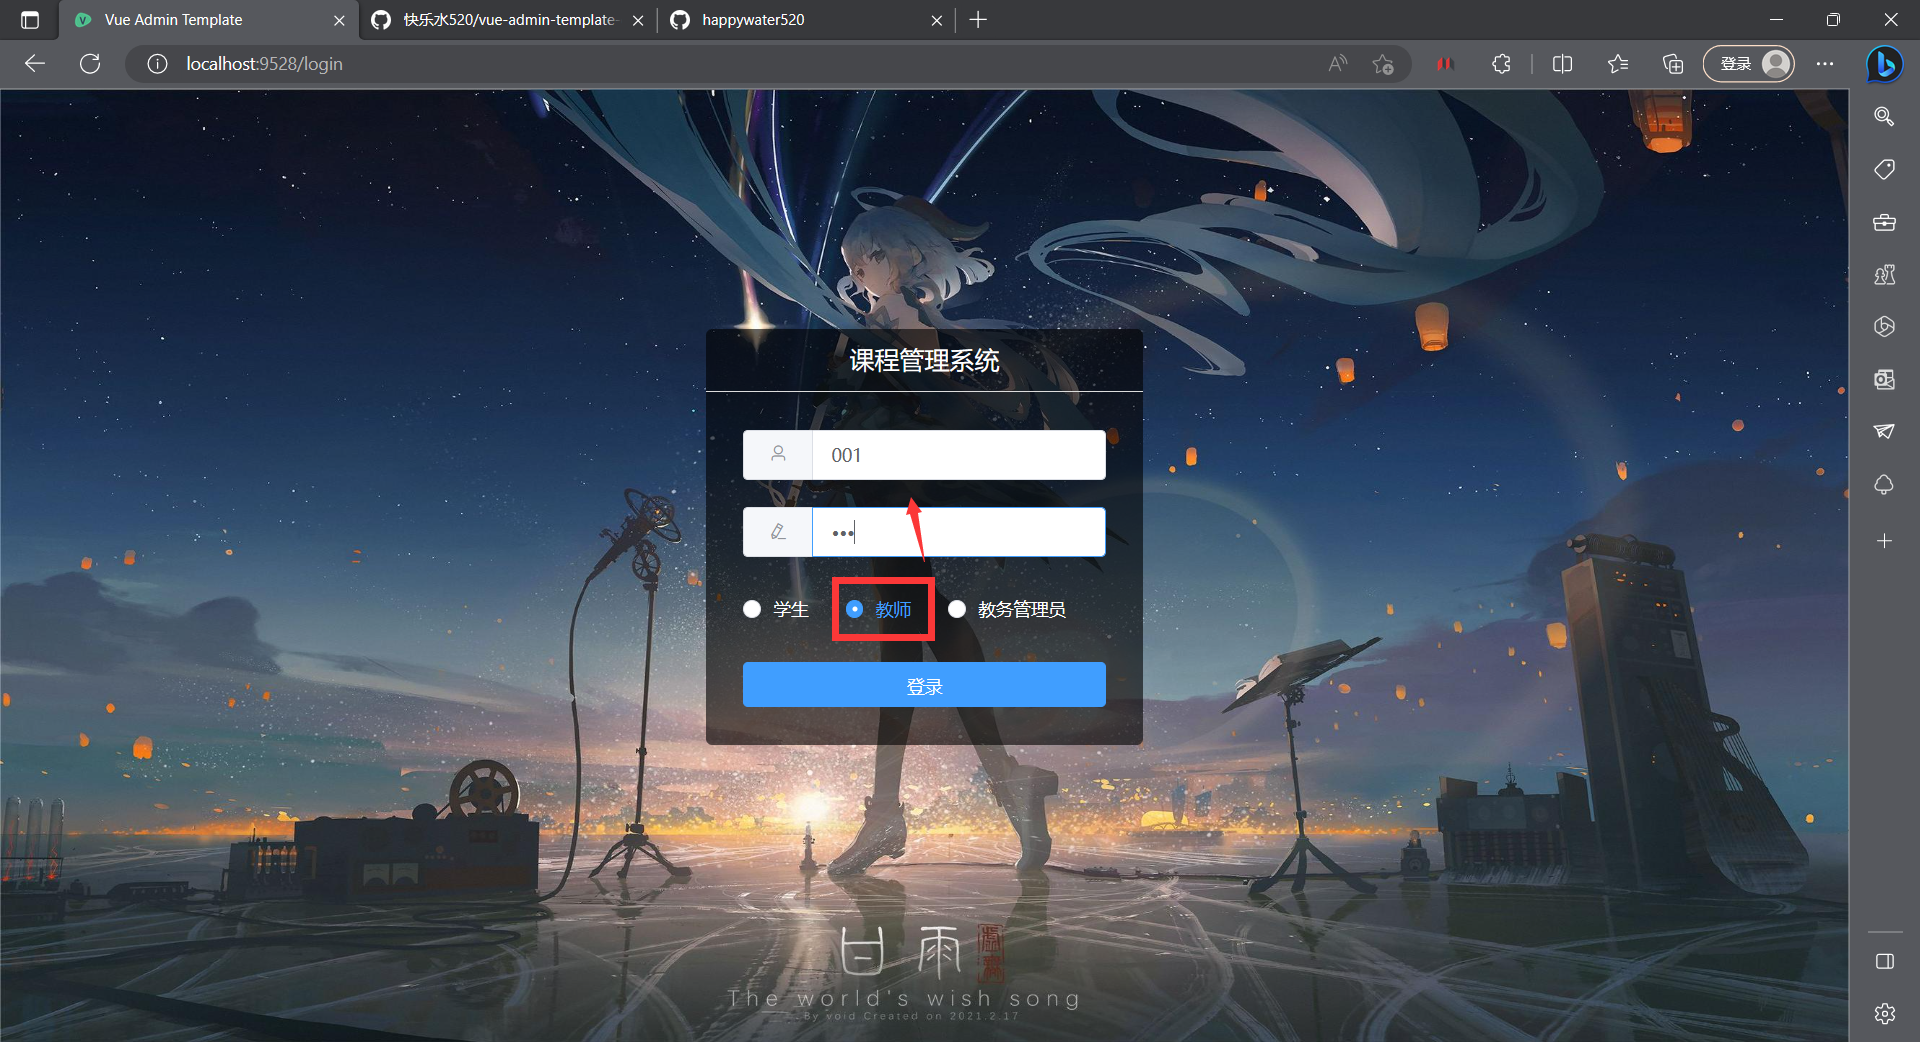 Vue Admin Template
快乐水520/vue-admin-template-
happywater520
localhost:9528/login
登录
课程管理系统
001
学生
教师
教务管理员
登录
甘雨
The world's wish song
By void Created on 2021.2.17